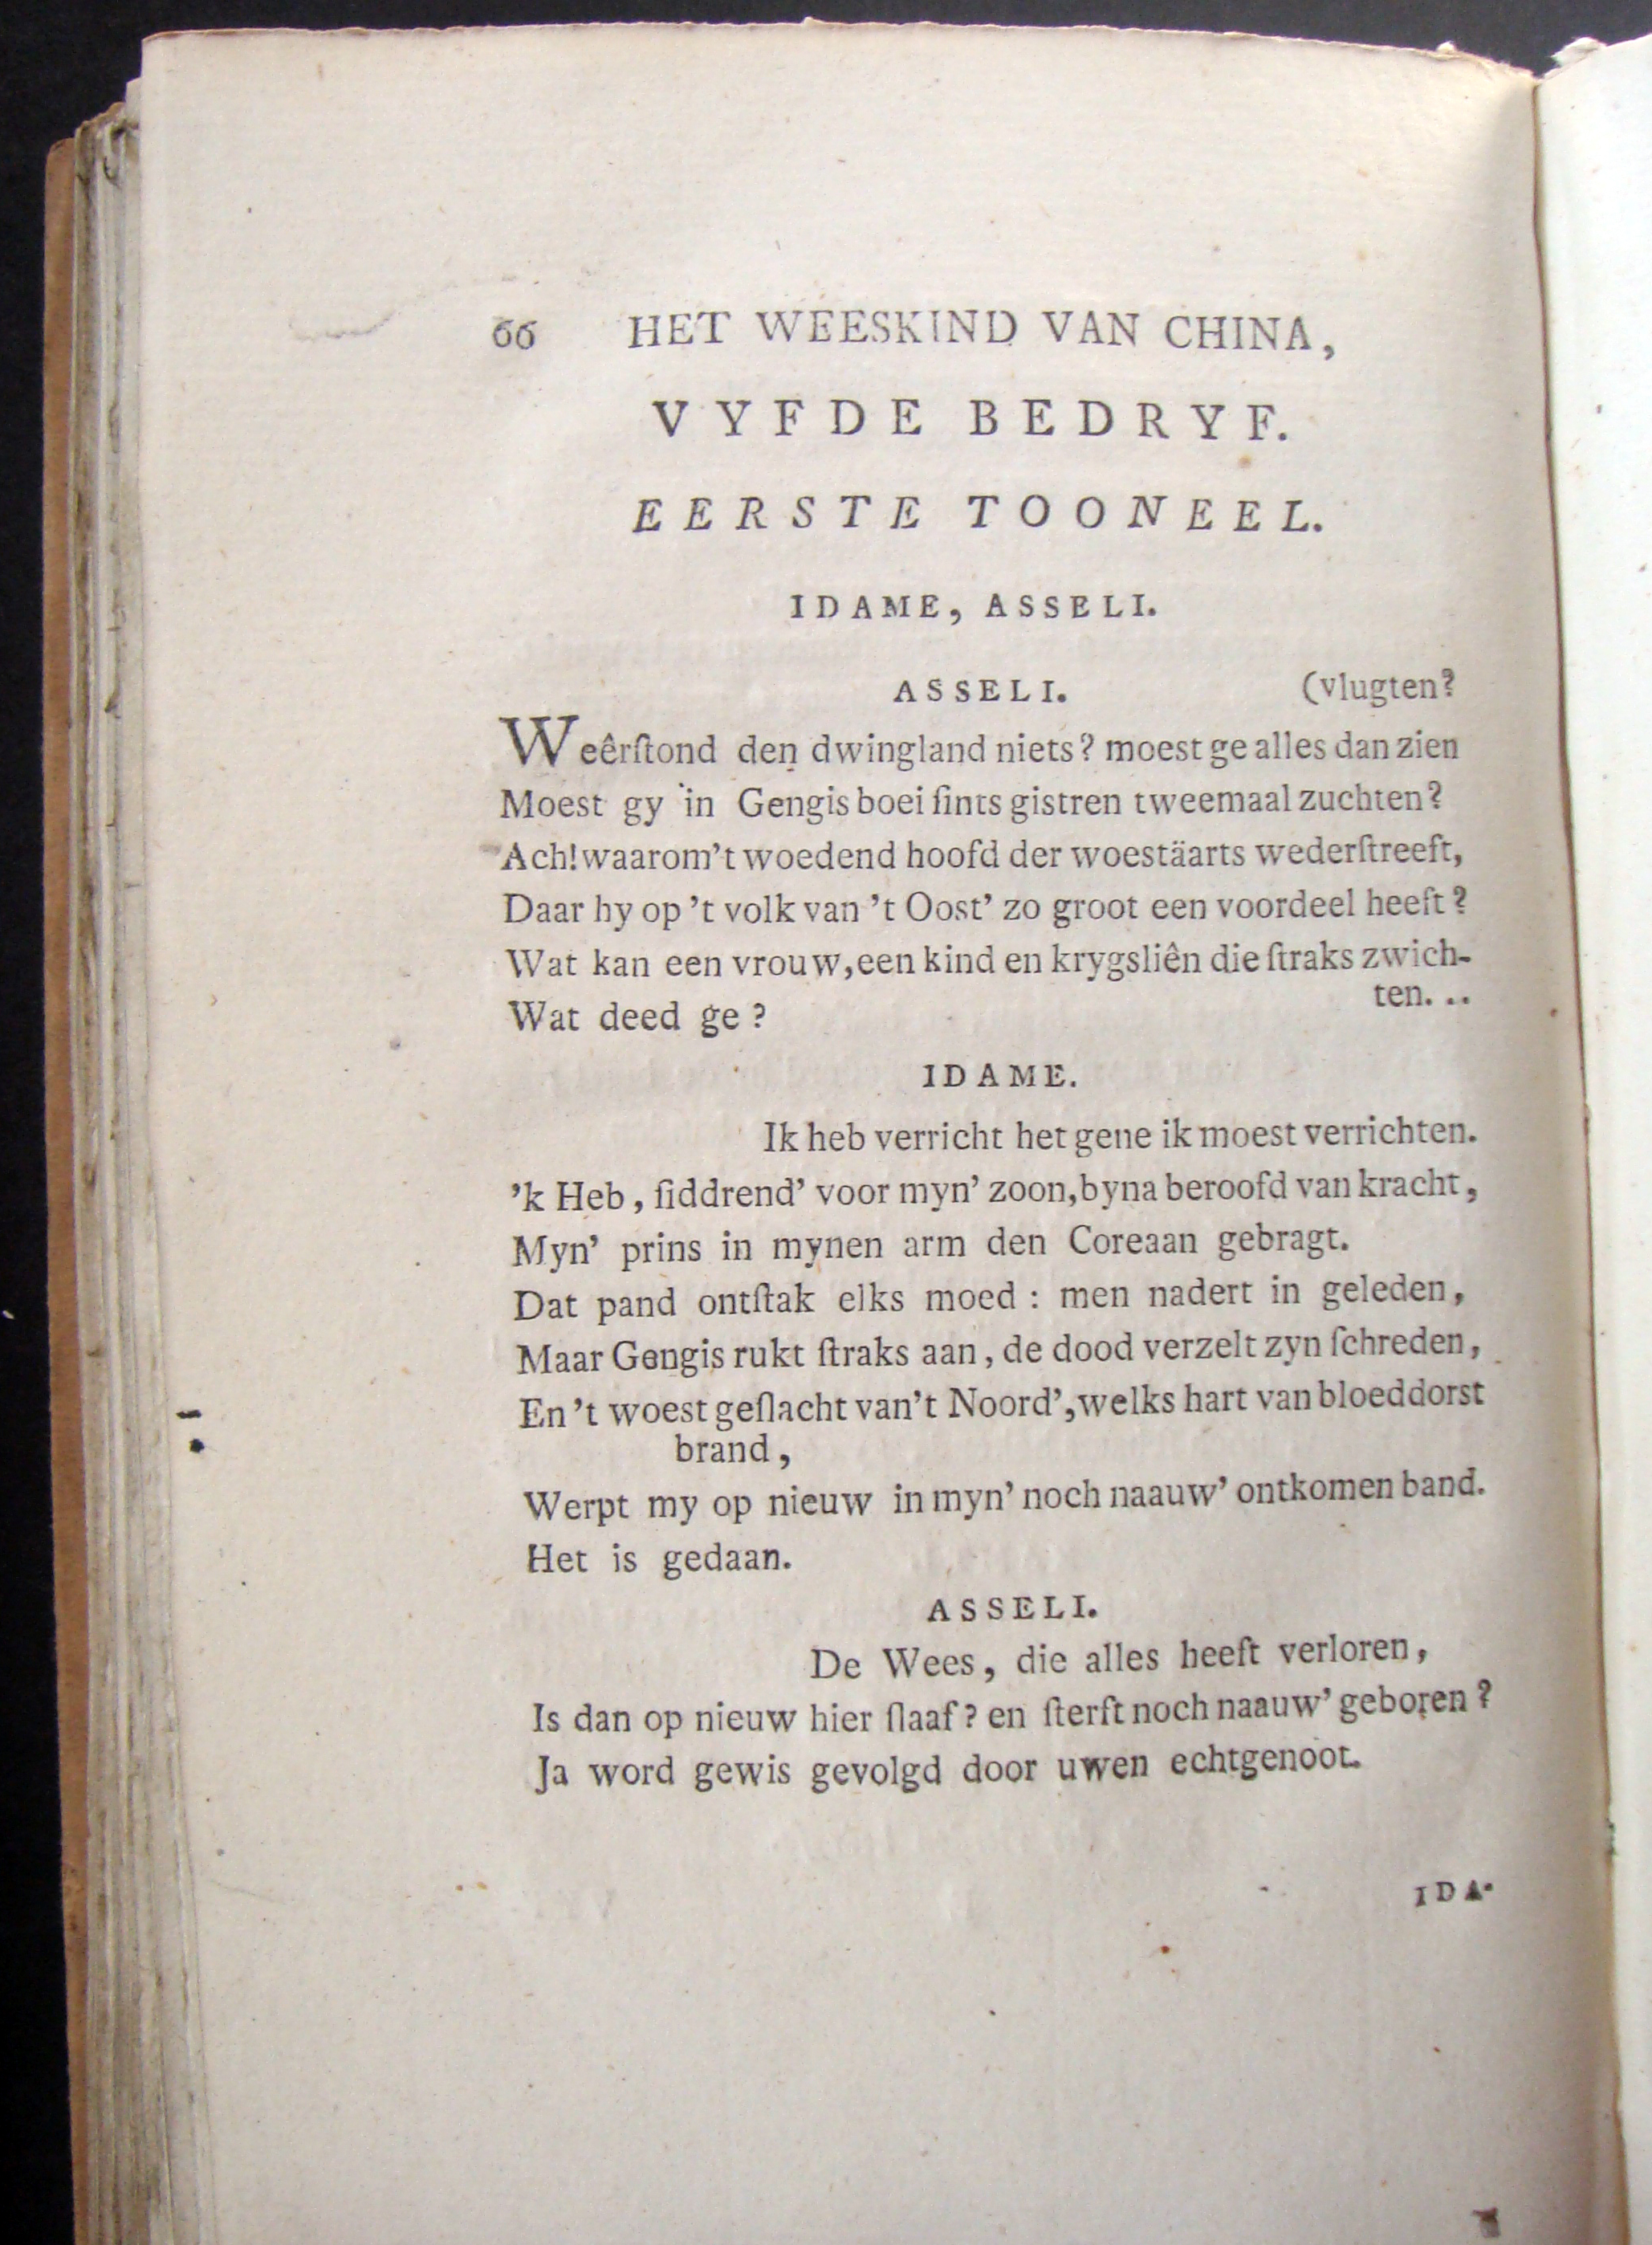 66 HET WEESKIND VAN CHINA,
VYFDE BEDRYF.
EERSTE TOONEEL.
IDAME, ASSELI.
ASSELI. (vlugten?
Weêrſtond den dwingland niets? moest ge alles dan zien
Moest gy in Gengis boei ſints gistren tweemaal zuchten?
Ach! waarom 't woedend hoofd der woestäarts wederſtreeft,
Daar hy op 't volk van 't Oost' zo groot een voordeel heeft?
Wat kan een vrouw, een kind en krygsliên die ſtraks zwich-
ten...
Wat deed ge?
IDAME.
Ik heb verricht het gene ik moest verrichten.
'k Heb, ſiddrend' voor myn' zoon, byna beroofd van kracht,
Myn' prins in mynen arm den Coreaan gebragt.
Dat pand ontſtak elks moed: men nadert in geleden,
Maar Gengis rukt ſtraks aan, de dood verzelt zyn ſchreden,
En 't woest geſlacht van 't Noord', welks hart van bloeddorst
brand,
Werpt my op nieuw in myn' noch naauw' ontkomen band.
Het is gedaan.
ASSELI.
De Wees, die alles heeft verloren,
Is dan op nieuw hier ſlaaf? en ſterft noch naauw' geboren?
Ja word gewis gevolgd door uwen echtgenoot.
IDA-